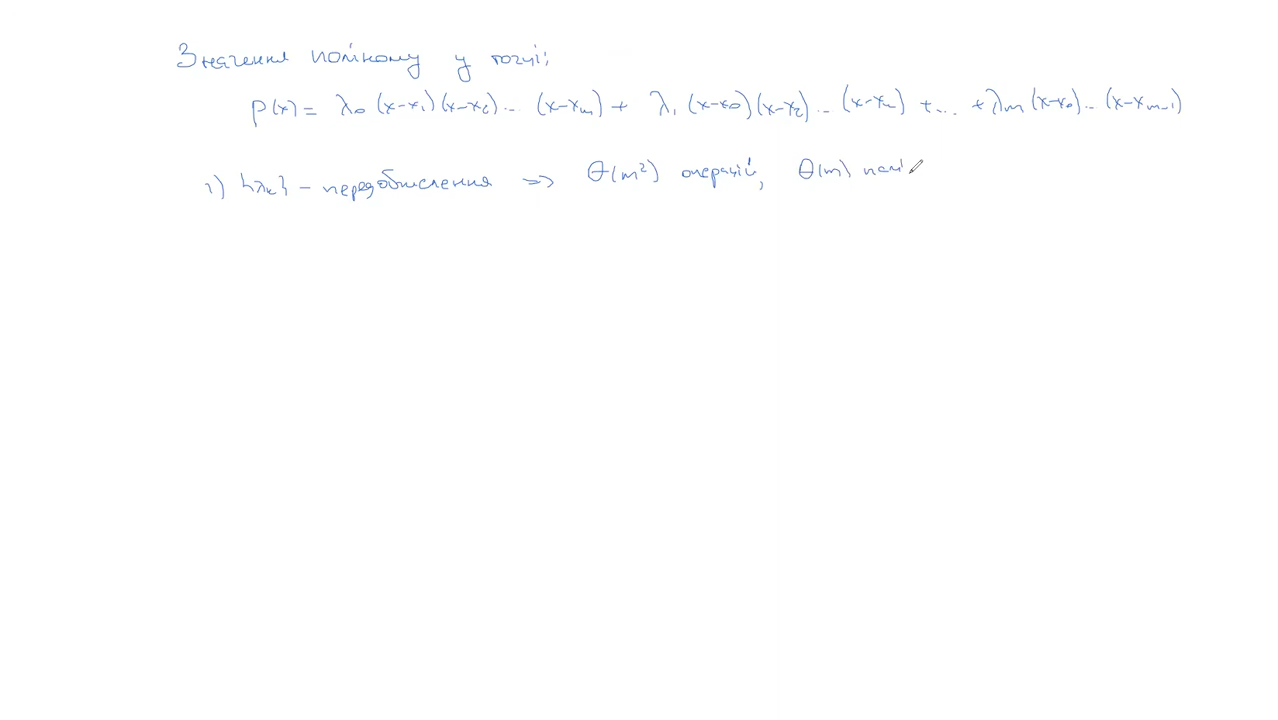 Значення поліному у точці:
P(x) = λ₀ (x-x₁)(x-x₂)... (x-xₘ) + λ₁ (x-x₀)(x-x₂)... (x-xₘ) + ... + λₘ (x-x₀)... (x-xₘ₋₁)
1) {λₖ} - передобчислення => Θ(m²) операцій, Θ(m) памі